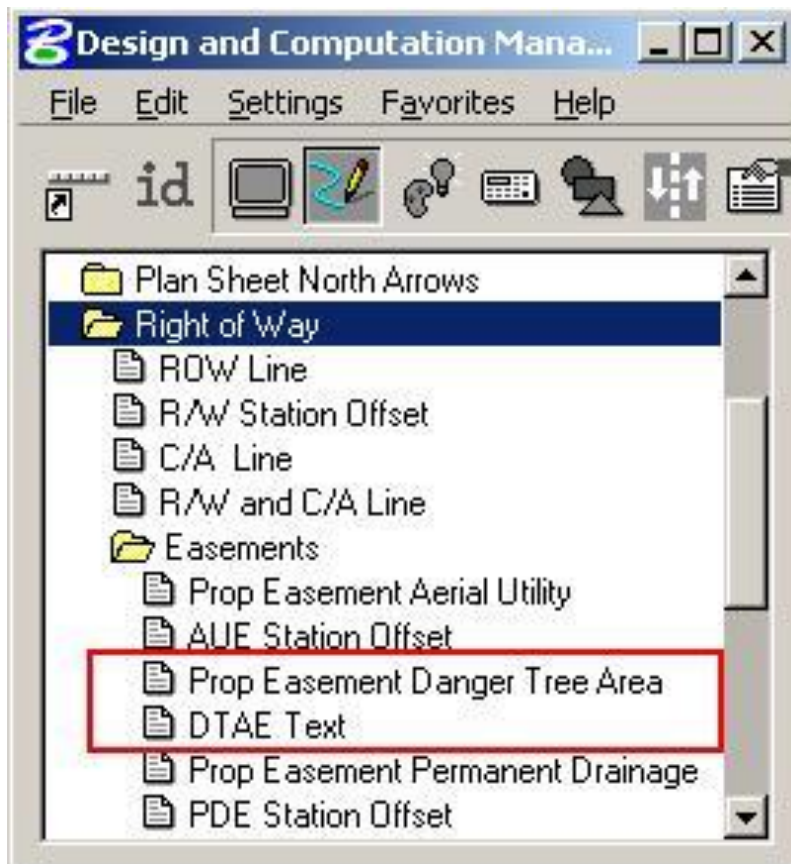 Design and Computation Mana...
File Edit Settings Favorites Help
id
Plan Sheet North Arrows
Right of Way
ROW Line
R/W Station Offset
C/A Line
R/W and C/A Line
Easements
Prop Easement Aerial Utility
AUE Station Offset
Prop Easement Danger Tree Area
DTAE Text
Prop Easement Permanent Drainage
PDE Station Offset